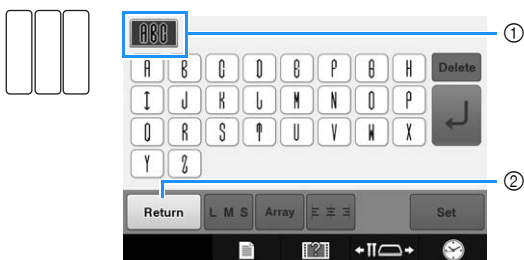 ABC ①
A B C D E F G H Delete
I J K L M N O P
Q R S T U V W X
Y Z
②
Return L M S Array Set
?